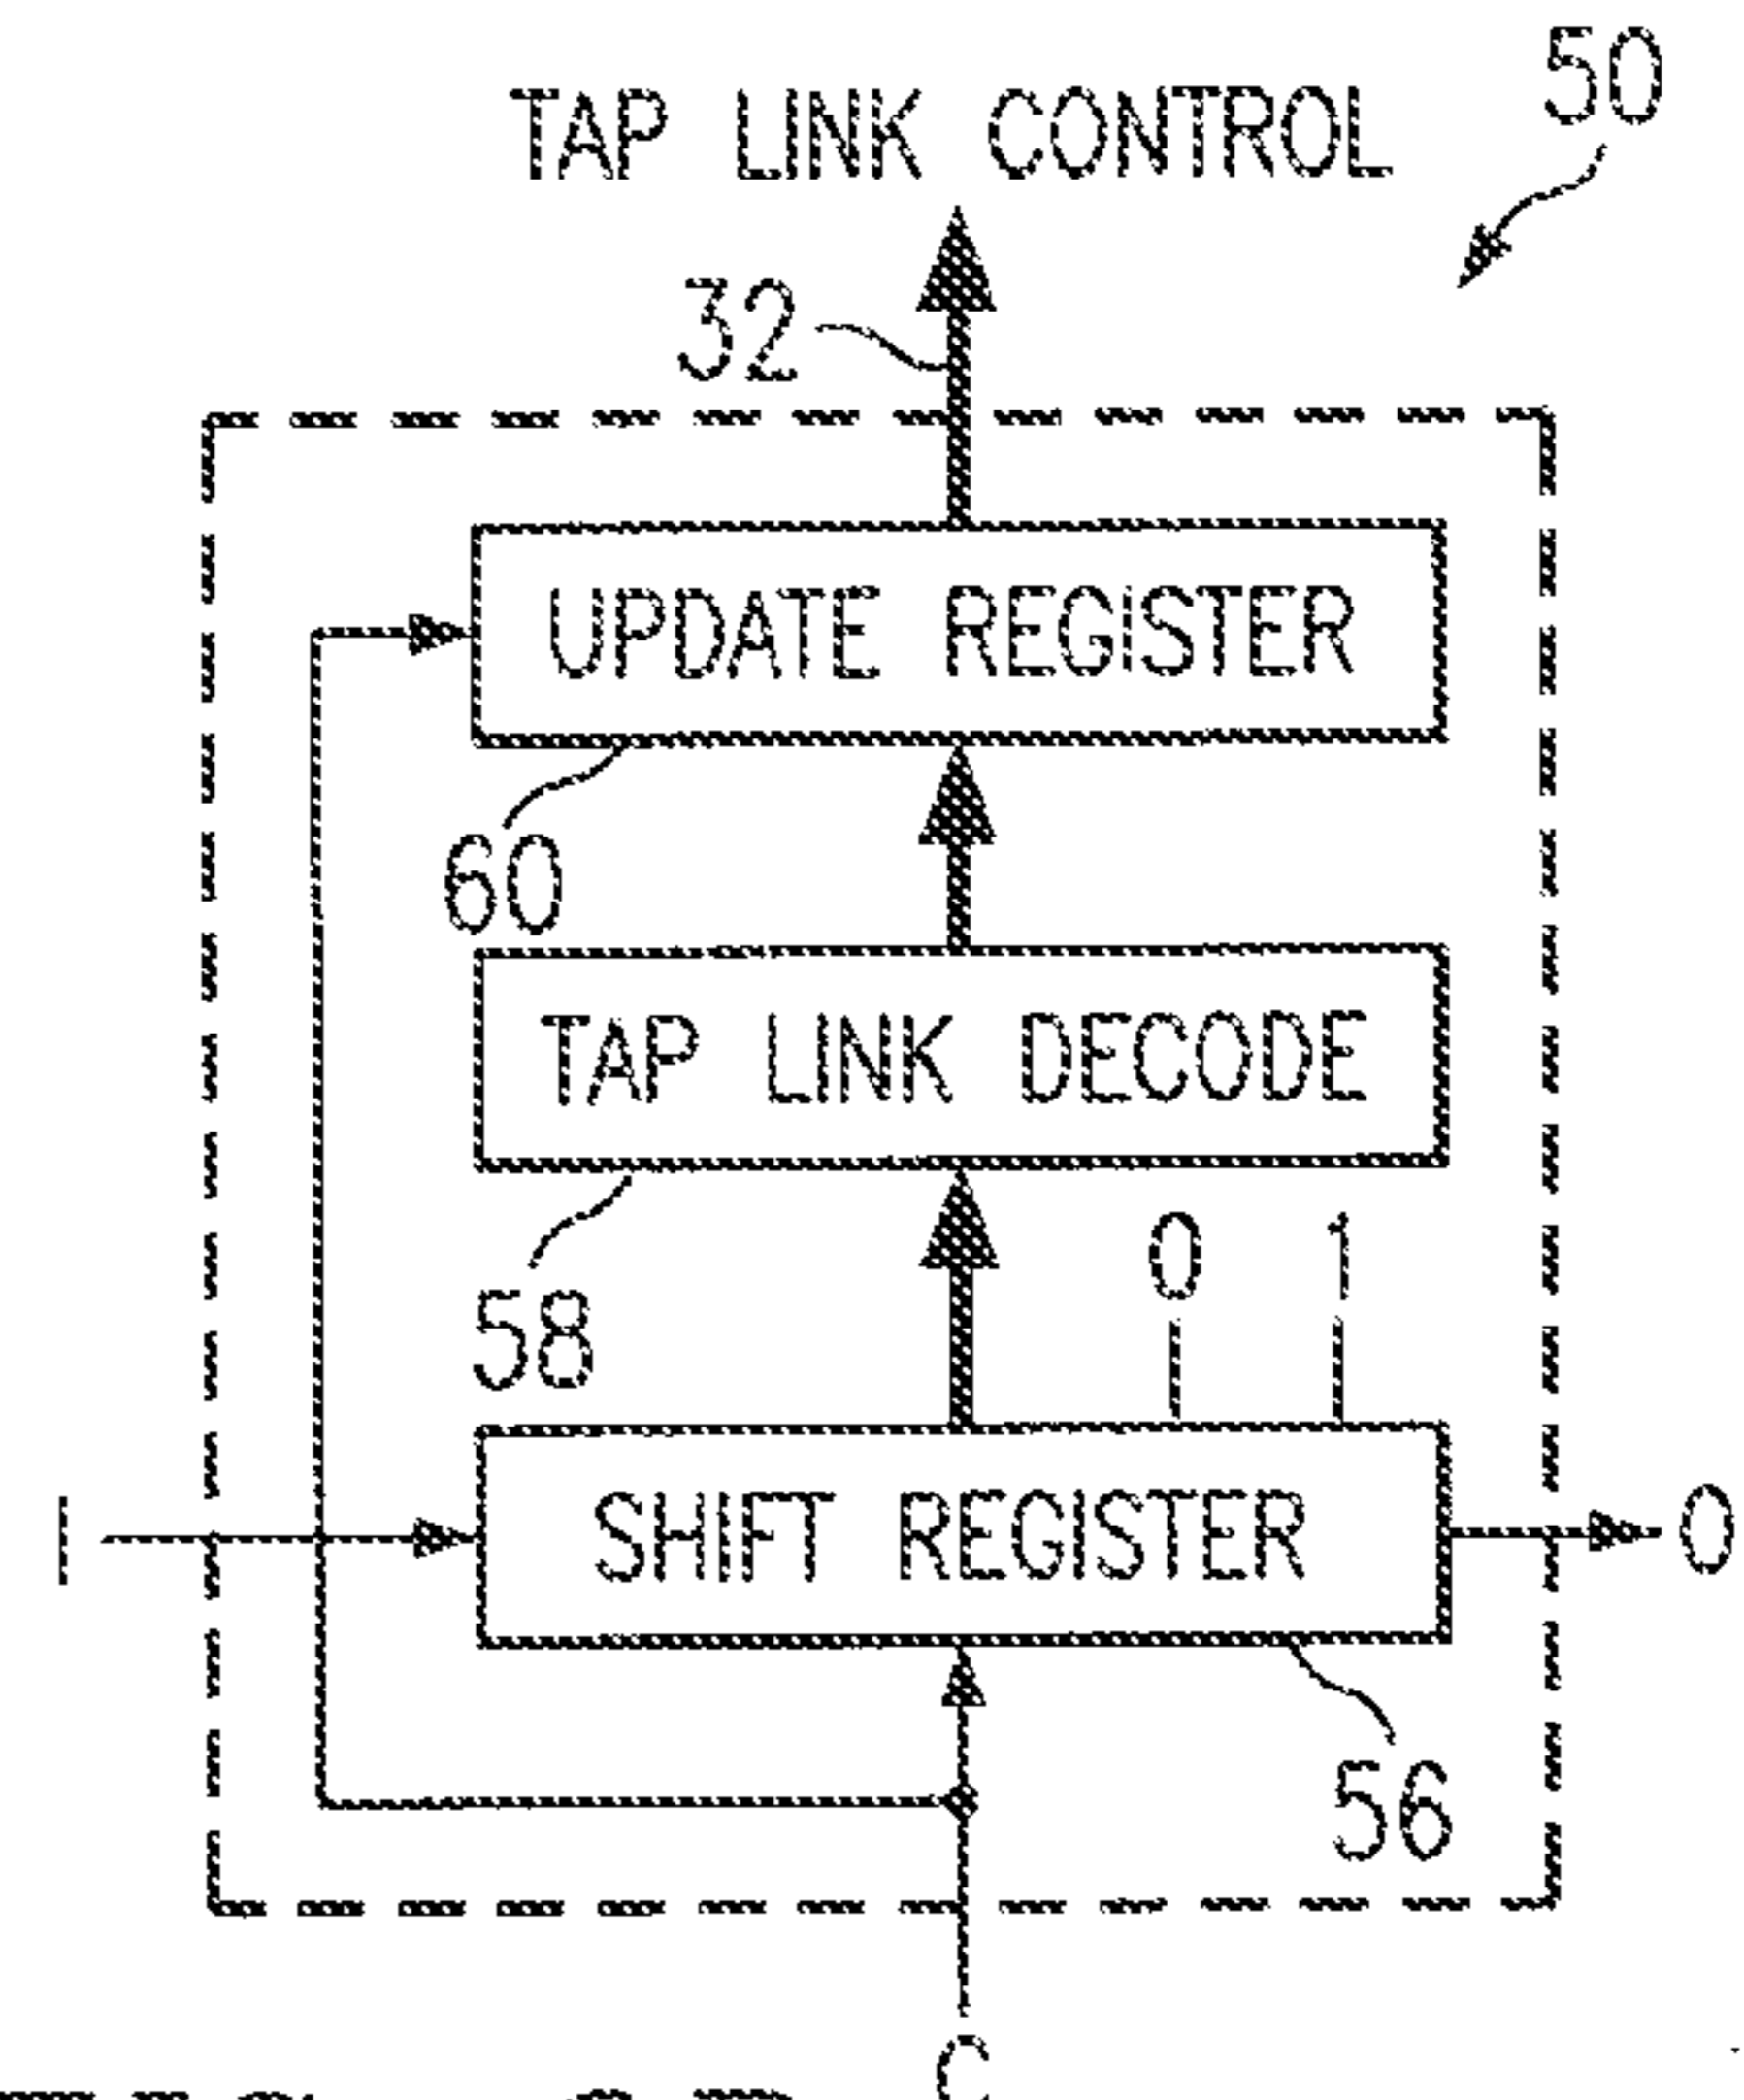 50
TAP LINK CONTROL
32
UPDATE REGISTER
60
TAP LINK DECODE
0 1
58
I SHIFT REGISTER O
56
C